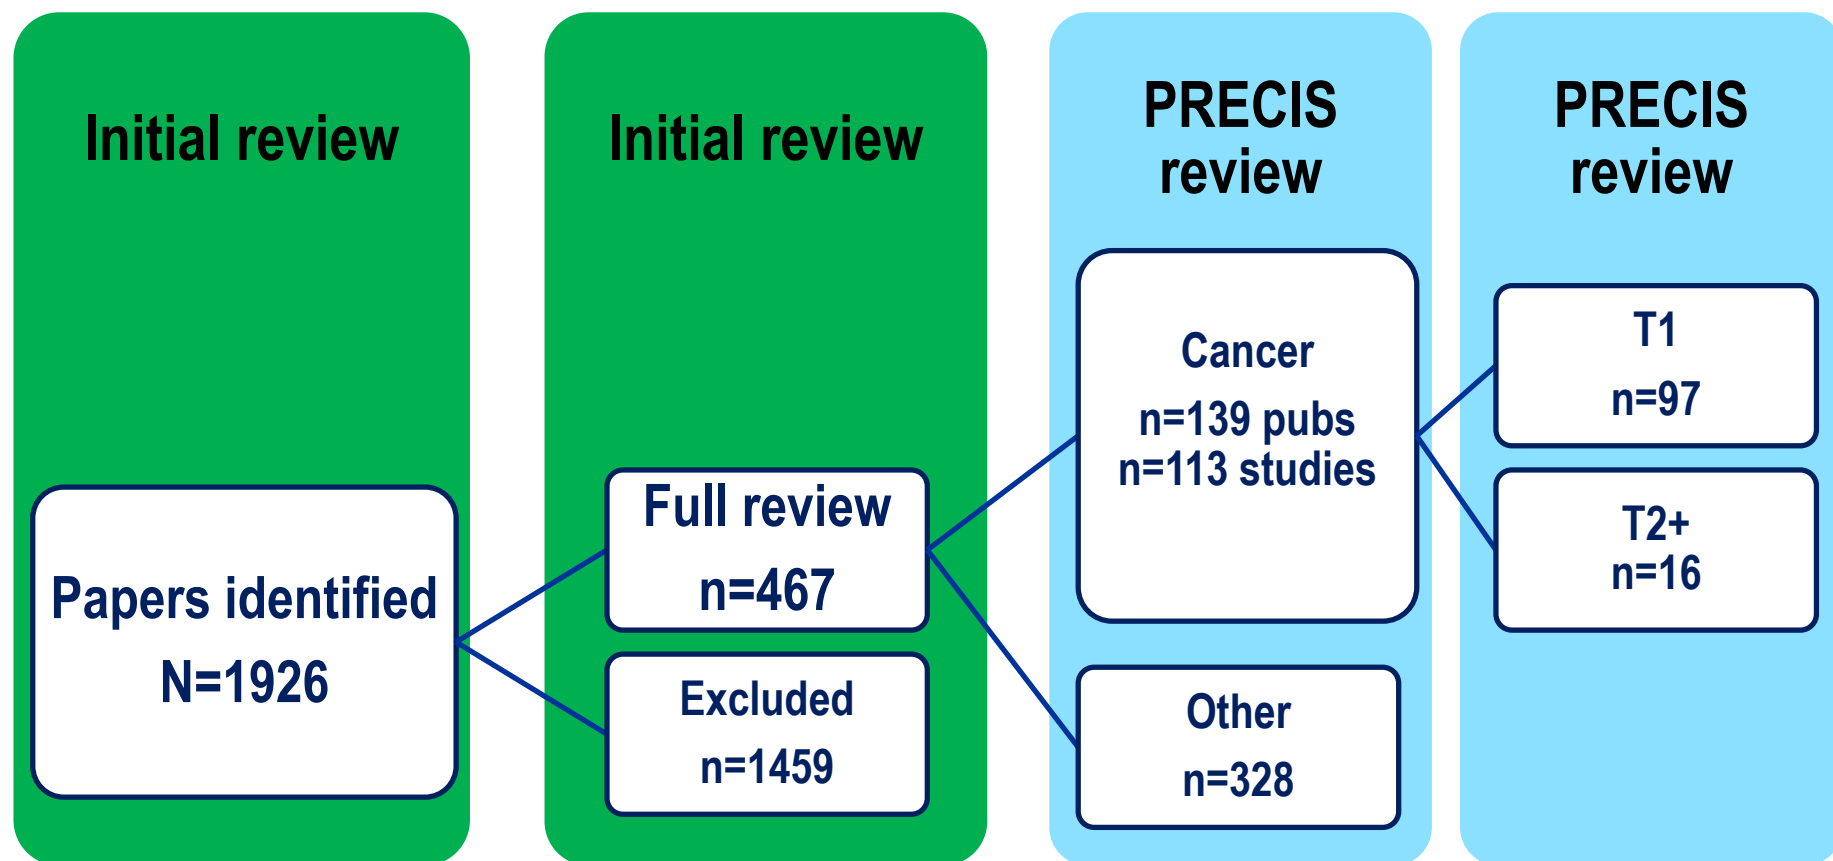 Initial review
Papers identified
N=1926
Initial review
Full review
n=467
Excluded
n=1459
PRECIS
review
Cancer
n=139 pubs
n=113 studies
Other
n=328
PRECIS
review
T1
n=97
T2+
n=16